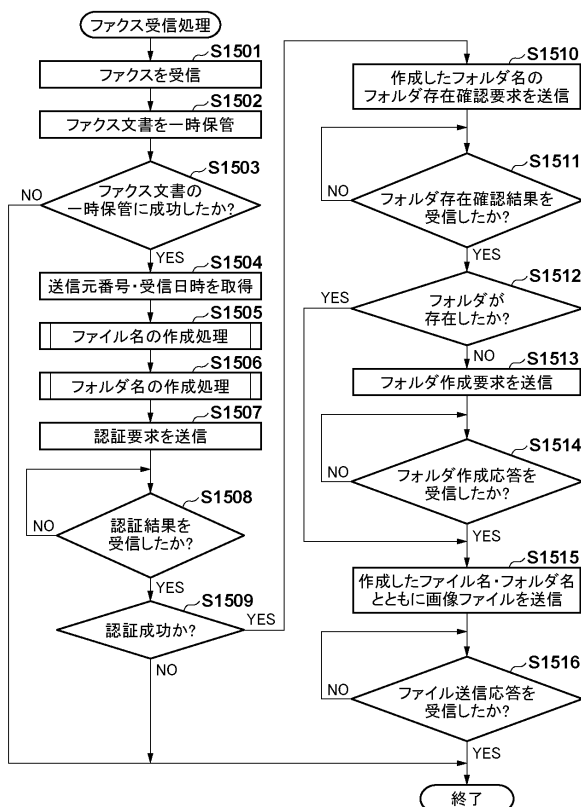 ファクス受信処理
S1501
ファクスを受信
S1502
ファクス文書を一時保管
S1503
ファクス文書の
一時保管に成功したか?
NO
YES
S1504
送信元番号・受信日時を取得
S1505
ファイル名の作成処理
S1506
フォルダ名の作成処理
S1507
認証要求を送信
S1508
認証結果を
受信したか?
NO
YES
S1509
認証成功か?
YES
NO
S1510
作成したフォルダ名の
フォルダ存在確認要求を送信
S1511
フォルダ存在確認結果を
受信したか?
NO
YES
S1512
フォルダが
存在したか?
YES
NO
S1513
フォルダ作成要求を送信
S1514
フォルダ作成応答を
受信したか?
NO
YES
S1515
作成したファイル名・フォルダ名
とともに画像ファイルを送信
S1516
ファイル送信応答を
受信したか?
NO
YES
終了